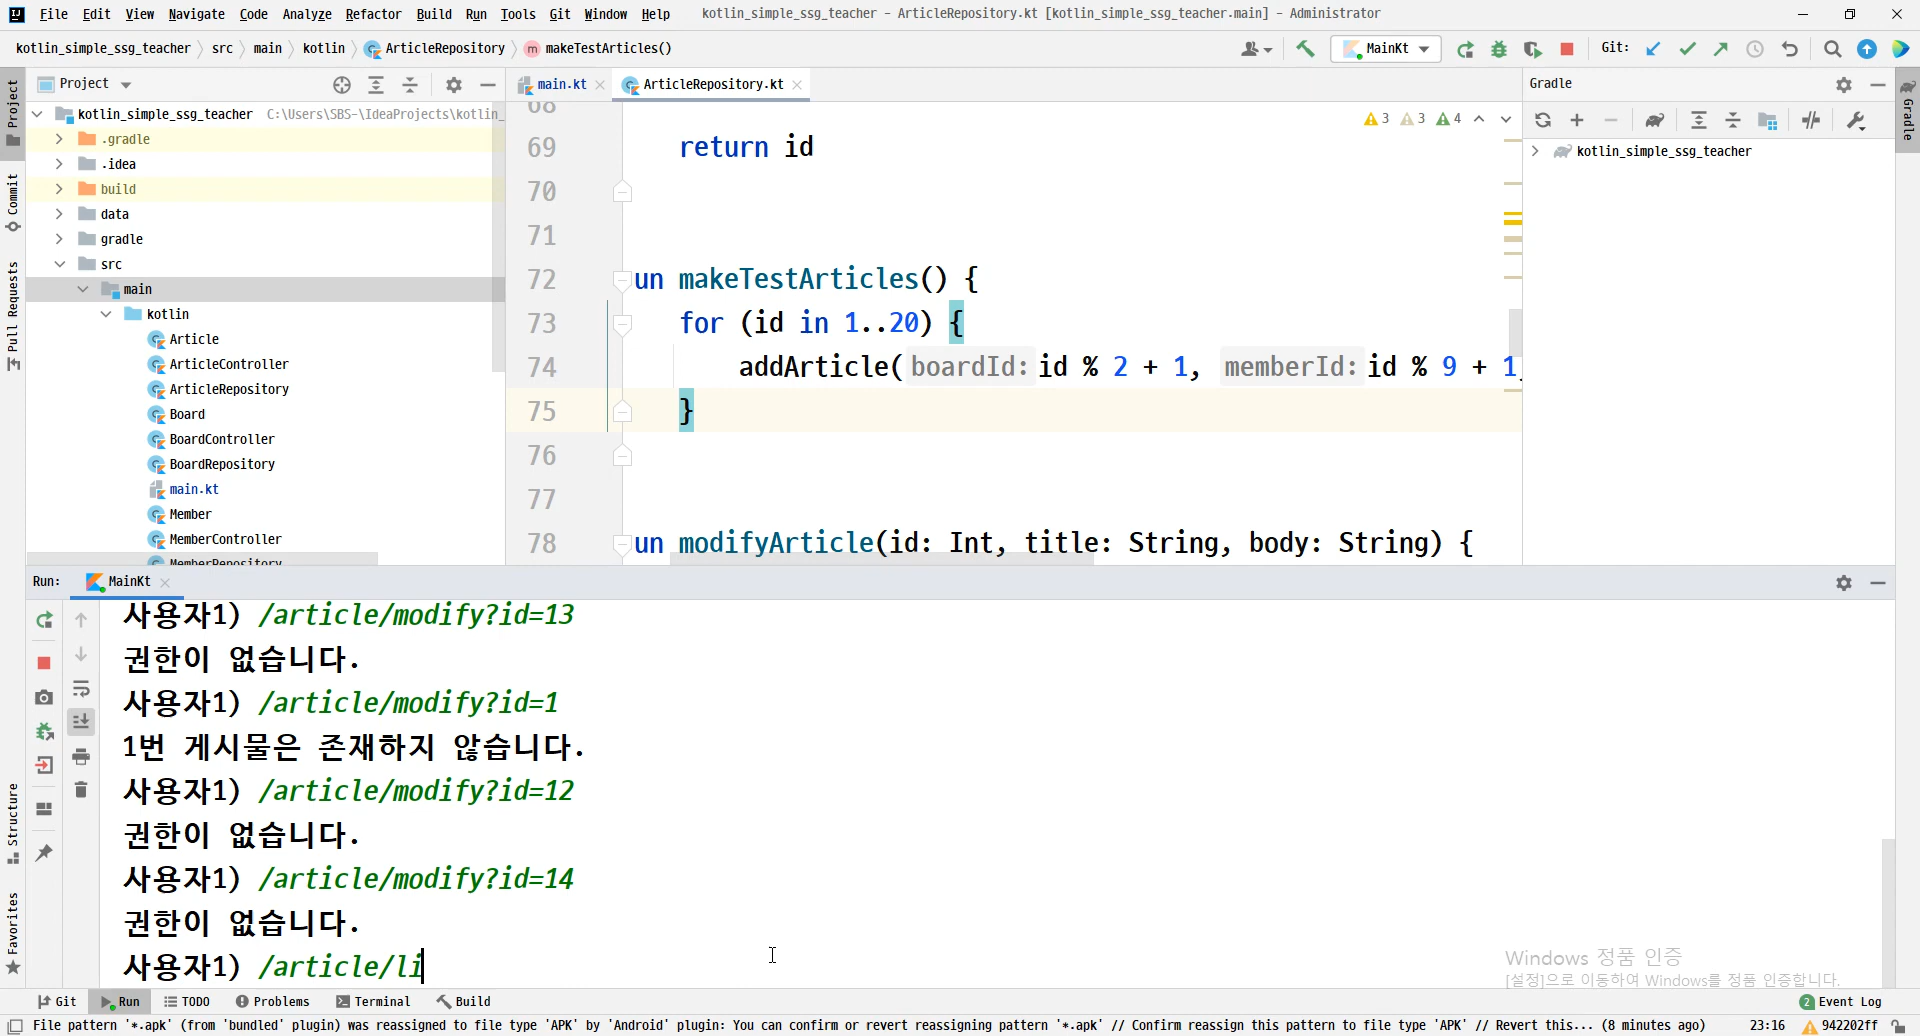 File Edit View Navigate Code Analyze Refactor Build Run Tools Git Window Help kotlin_simple_ssg_teacher - ArticleRepository.kt [kotlin_simple_ssg_teacher.main] - Administrator
kotlin_simple_ssg_teacher src main kotlin ArticleRepository makeTestArticles() MainKt Git:
Project
main.kt ArticleRepository.kt
Gradle
kotlin_simple_ssg_teacher C:\Users\SBS-\IdeaProjects\kotlin_
.gradle
.idea
build
data
gradle
src
main
kotlin
Article
ArticleController
ArticleRepository
Board
BoardController
BoardRepository
main.kt
Member
MemberController
MemberRepository
68
69 return id
70
71
72 un makeTestArticles() {
73 for (id in 1..20) {
74 addArticle( boardId: id % 2 + 1, memberId: id % 9 + 1,
75 }
76
77
78 un modifyArticle(id: Int, title: String, body: String) {
3 3 4
kotlin_simple_ssg_teacher
Project
Commit
Pull Requests
Structure
Favorites
Gradle
Run: MainKt
사용자1) /article/modify?id=13
권한이 없습니다.
사용자1) /article/modify?id=1
1번 게시물은 존재하지 않습니다.
사용자1) /article/modify?id=12
권한이 없습니다.
사용자1) /article/modify?id=14
권한이 없습니다.
사용자1) /article/li
Windows 정품 인증
[설정]으로 이동하여 Windows를 정품 인증합니다.
Git Run TODO Problems Terminal Build 2 Event Log
File pattern '*.apk' (from 'bundled' plugin) was reassigned to file type 'APK' by 'Android' plugin: You can confirm or revert reassigning pattern '*.apk' // Confirm reassign this pattern to file type 'APK' // Revert this... (8 minutes ago) 23:16 942202ff